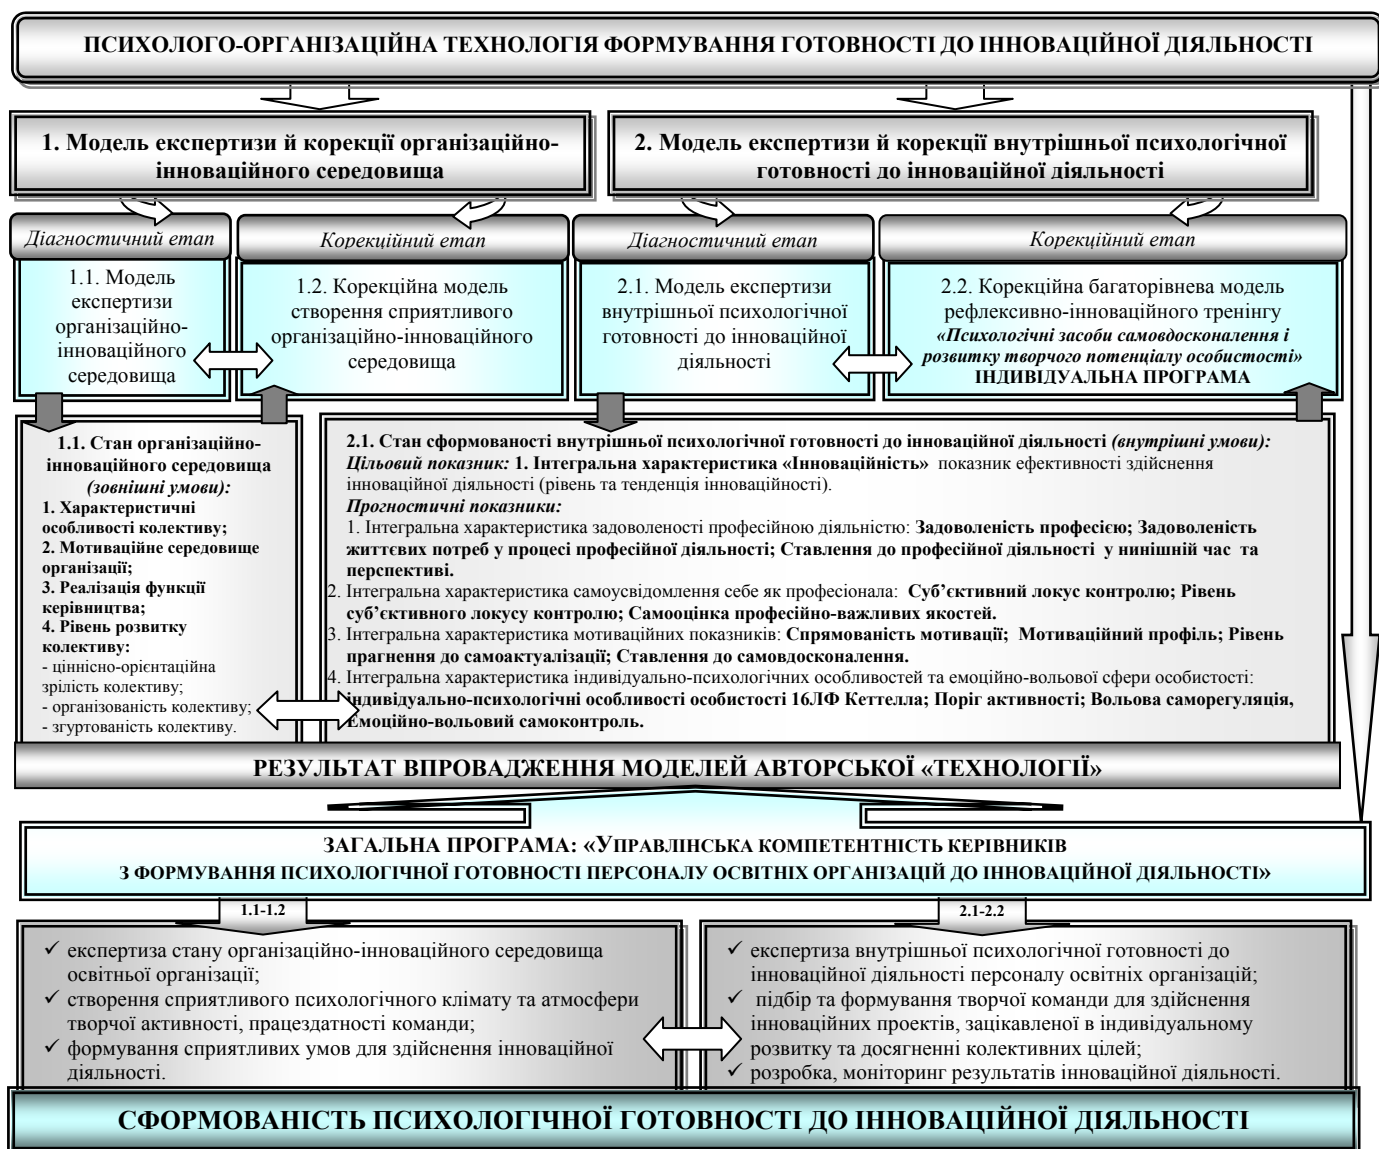 ПСИХОЛОГО-ОРГАНІЗАЦІЙНА ТЕХНОЛОГІЯ ФОРМУВАННЯ ГОТОВНОСТІ ДО ІННОВАЦІЙНОЇ ДІЯЛЬНОСТІ
1. Модель експертизи й корекції організаційно-
інноваційного середовища
2. Модель експертизи й корекції внутрішньої психологічної
готовності до інноваційної діяльності
Діагностичний етап
Корекційний етап
Діагностичний етап
Корекційний етап
1.1. Модель
експертизи
організаційно-
інноваційного
середовища
1.2. Корекційна модель
створення сприятливого
організаційно-інноваційного
середовища
2.1. Модель експертизи
внутрішньої психологічної
готовності до інноваційної
діяльності
2.2. Корекційна багаторівнева модель
рефлексивно-інноваційного тренінгу
«Психологічні засоби самовдосконалення і
розвитку творчого потенціалу особистості»
ІНДИВІДУАЛЬНА ПРОГРАМА
1.1. Стан організаційно-
інноваційного середовища
(зовнішні умови):
1. Характеристичні
особливості колективу;
2. Мотиваційне середовище
організації;
3. Реалізація функції
керівництва;
4. Рівень розвитку
колективу:
- ціннісно-орієнтаційна
зрілість колективу;
- організованість колективу;
- згуртованість колективу.
2.1. Стан сформованості внутрішньої психологічної готовності до інноваційної діяльності (внутрішні умови):
Цільовий показник: 1. Інтегральна характеристика «Інноваційність» показник ефективності здійснення
інноваційної діяльності (рівень та тенденція інноваційності).
Прогностичні показники:
1. Інтегральна характеристика задоволеності професійною діяльністю: Задоволеність професією; Задоволеність
життєвих потреб у процесі професійної діяльності; Ставлення до професійної діяльності у нинішній час та
перспективі.
2. Інтегральна характеристика самоусвідомлення себе як професіонала: Суб’єктивний локус контролю; Рівень
суб’єктивного локусу контролю; Самооцінка професійно-важливих якостей.
3. Інтегральна характеристика мотиваційних показників: Спрямованість мотивації; Мотиваційний профіль; Рівень
прагнення до самоактуалізації; Ставлення до самовдосконалення.
4. Інтегральна характеристика індивідуально-психологічних особливостей та емоційно-вольової сфери особистості:
індивідуально-психологічні особливості особистості 16ЛФ Кеттелла; Поріг активності; Вольова саморегуляція,
Емоційно-вольовий самоконтроль.
РЕЗУЛЬТАТ ВПРОВАДЖЕННЯ МОДЕЛЕЙ АВТОРСЬКОЇ «ТЕХНОЛОГІЇ»
ЗАГАЛЬНА ПРОГРАМА: «УПРАВЛІНСЬКА КОМПЕТЕНТНІСТЬ КЕРІВНИКІВ
З ФОРМУВАННЯ ПСИХОЛОГІЧНОЇ ГОТОВНОСТІ ПЕРСОНАЛУ ОСВІТНІХ ОРГАНІЗАЦІЙ ДО ІННОВАЦІЙНОЇ ДІЯЛЬНОСТІ»
1.1-1.2
2.1-2.2
✓ експертиза стану організаційно-інноваційного середовища
освітньої організації;
✓ створення сприятливого психологічного клімату та атмосфери
творчої активності, працездатності команди;
✓ формування сприятливих умов для здійснення інноваційної
діяльності.
✓ експертиза внутрішньої психологічної готовності до
інноваційної діяльності персоналу освітніх організацій;
✓ підбір та формування творчої команди для здійснення
інноваційних проектів, зацікавленої в індивідуальному
розвитку та досягненні колективних цілей;
✓ розробка, моніторинг результатів інноваційної діяльності.
СФОРМОВАНІСТЬ ПСИХОЛОГІЧНОЇ ГОТОВНОСТІ ДО ІННОВАЦІЙНОЇ ДІЯЛЬНОСТІ